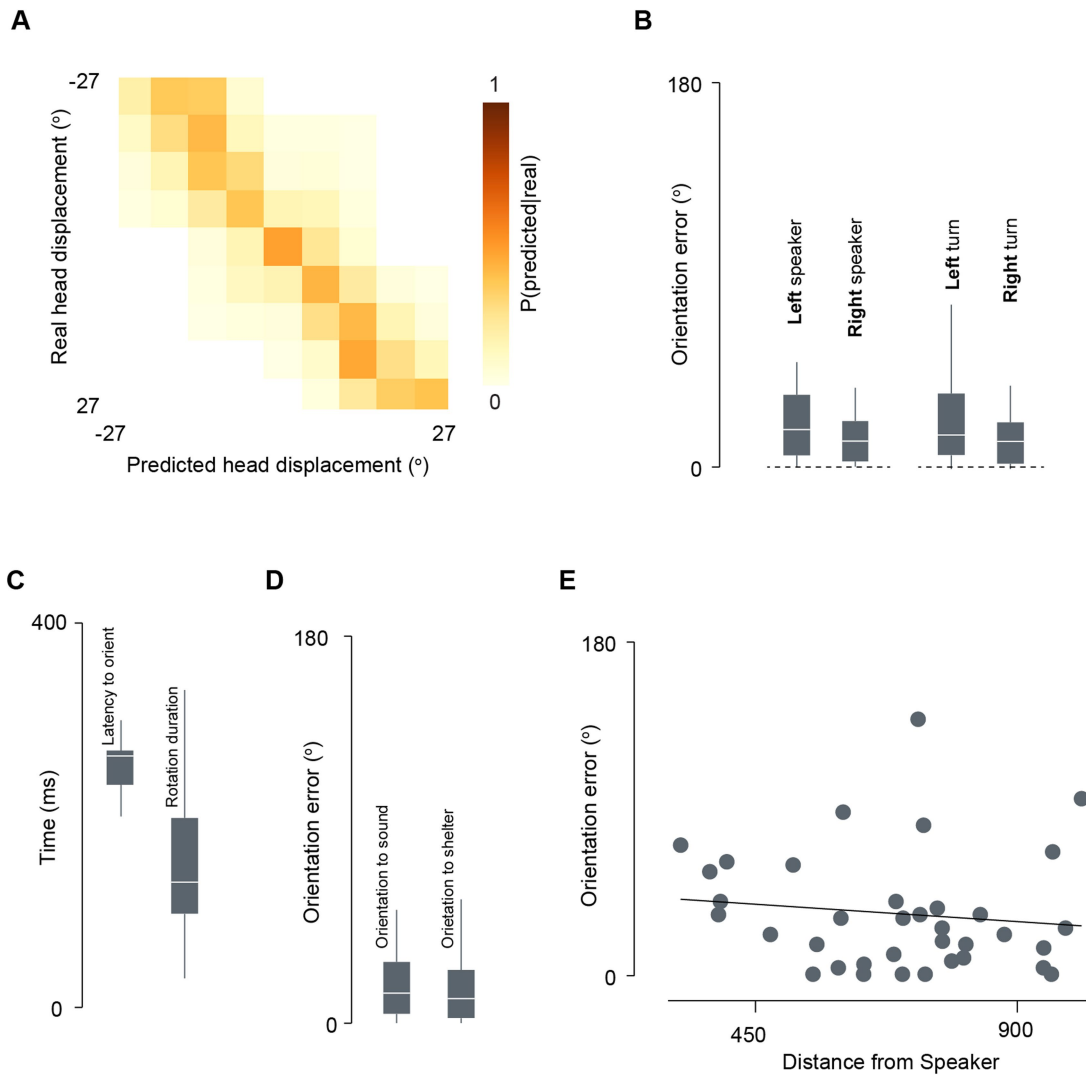 A
-27
27
Real head displacement (°)
-27
27
Predicted head displacement (°)
1
0
P(predicted|real)
B
180
0
Orientation error (°)
Left speaker
Right speaker
Left turn
Right turn
C
400
0
Time (ms)
Latency to orient
Rotation duration
D
180
0
Orientation error (°)
Orientation to sound
Orietation to shelter
E
180
0
Orientation error (°)
450
900
Distance from Speaker